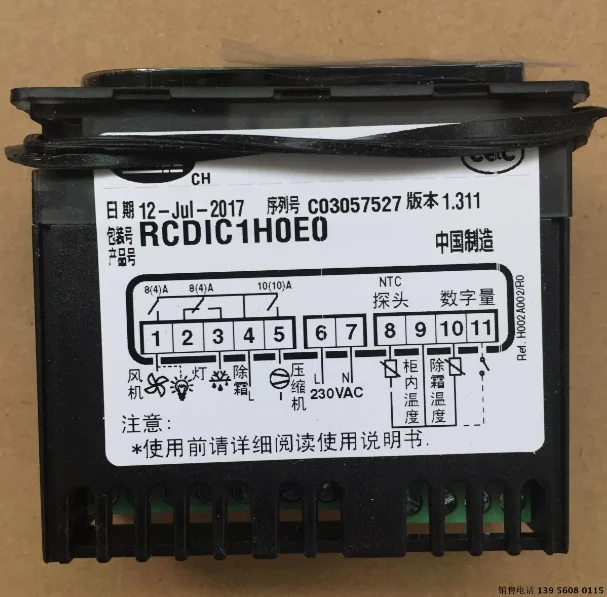 CH
日期 12-Jul-2017 序列号 C03057527 版本 1.311
包装号
产品号 RCDIC1H0E0
中国制造
8(4)A 8(4)A 10(10)A
NTC
探头 数字量
1 2 3 4 5 6 7 8 9 10 11
风机 灯 除霜 L 压缩机 L N 230VAC 柜内温度 除霜温度
Ref. H002A002/R0
注意:
*使用前请详细阅读使用说明书.
销售电话 139 5608 0115